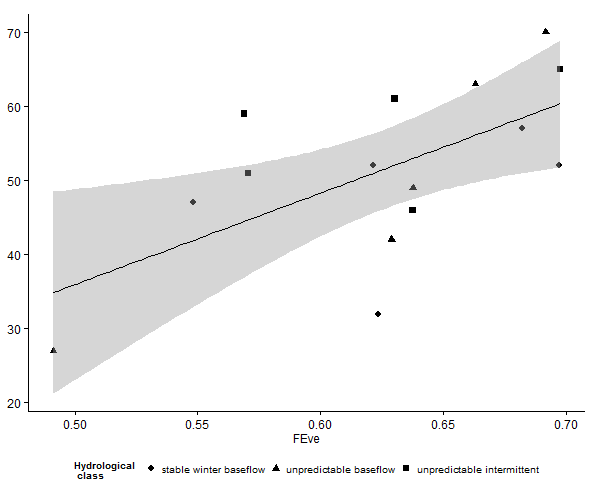 70
60
50
40
30
20
0.50 0.55 0.60 0.65 0.70
FEve
Hydrological
class
stable winter baseflow unpredictable baseflow unpredictable intermittent